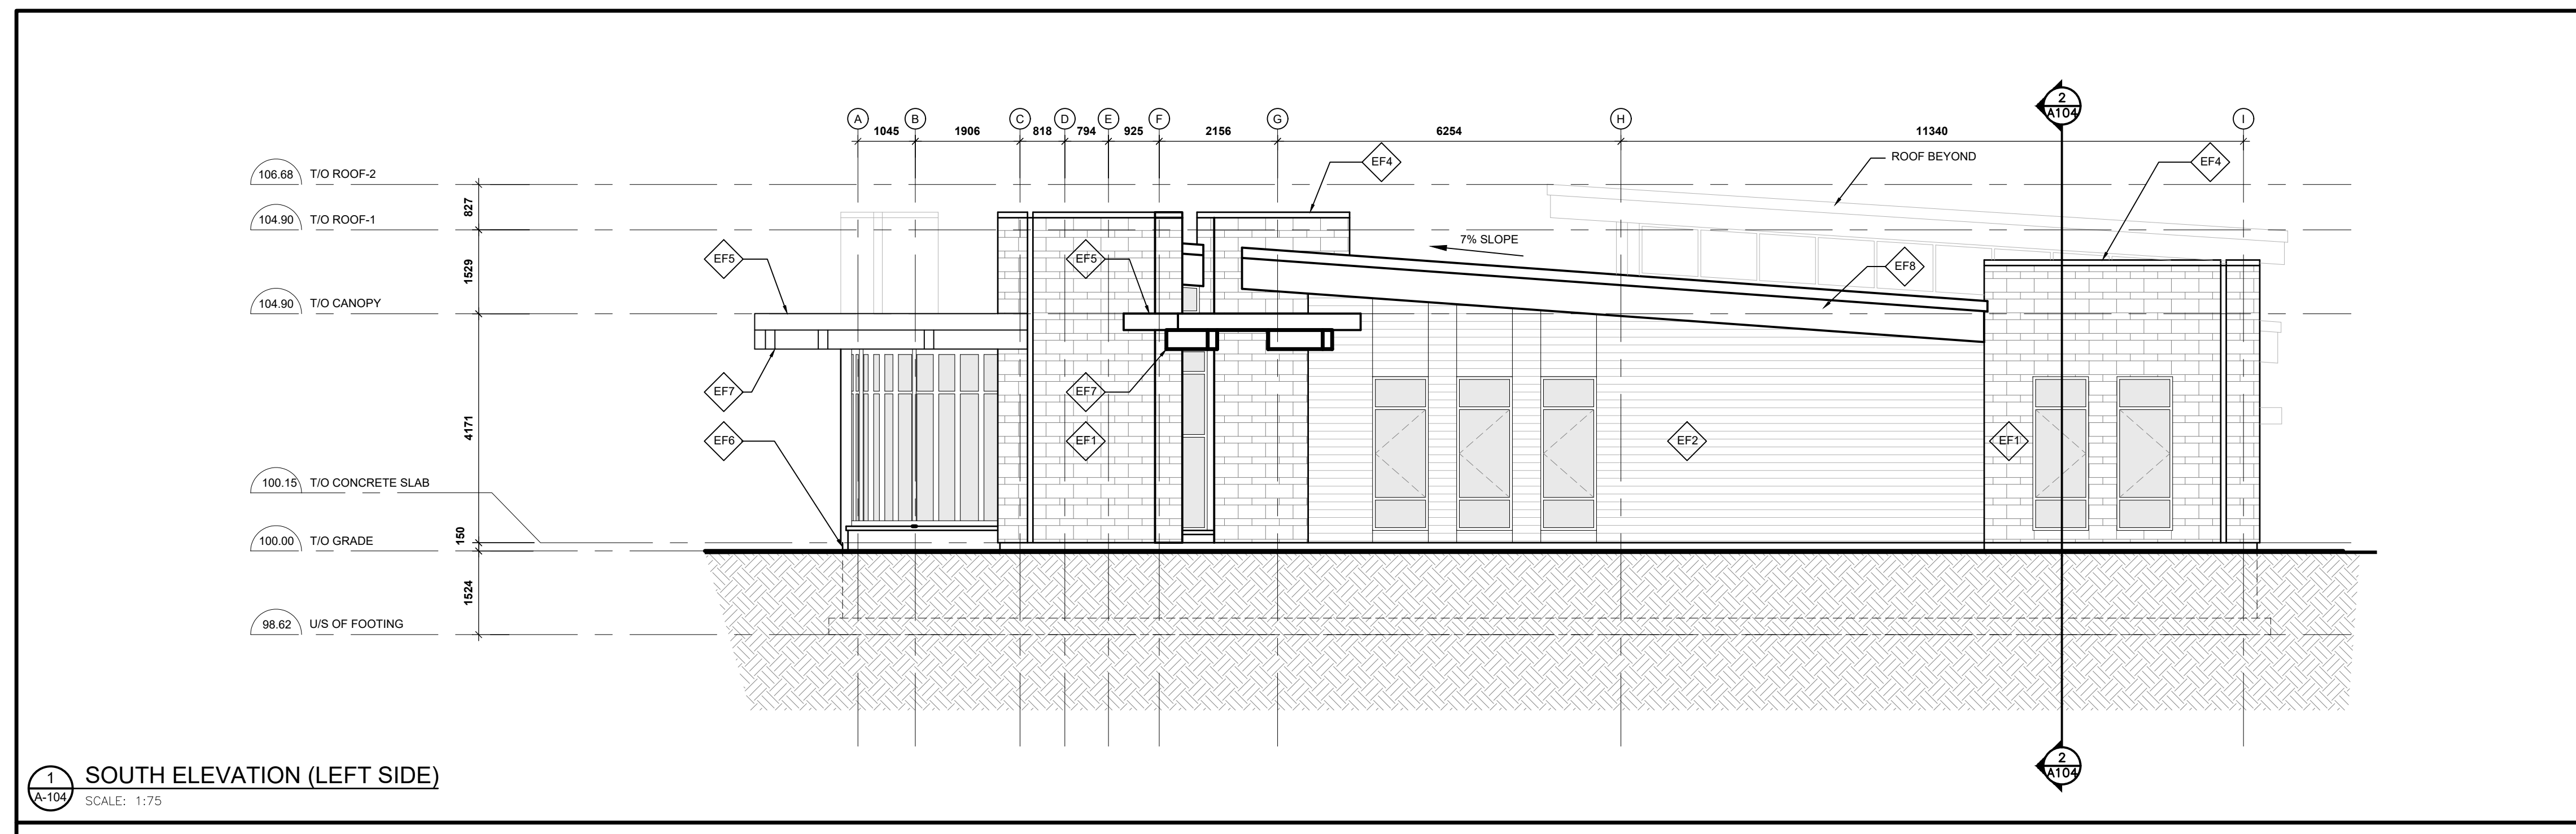 A
B
C
D
E
F
G
H
I
2
A104
1045
1906
818
794
925
2156
6254
11340
EF4
ROOF BEYOND
EF4
106.68 T/O ROOF-2
827
104.90 T/O ROOF-1
7% SLOPE
EF5
EF5
EF8
1529
104.90 T/O CANOPY
EF7
EF7
4171
EF6
EF1
EF2
EF1
100.15 T/O CONCRETE SLAB
150
100.00 T/O GRADE
1524
98.62 U/S OF FOOTING
2
A104
1
A-104
SOUTH ELEVATION (LEFT SIDE)
SCALE: 1:75